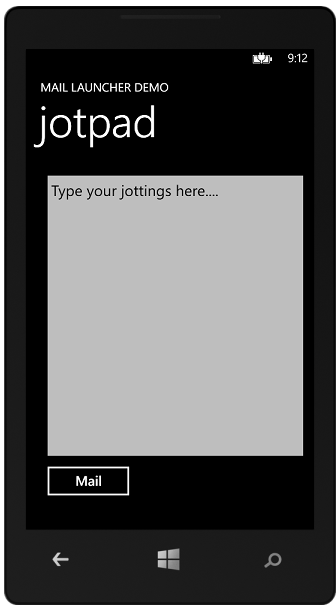 9:12
MAIL LAUNCHER DEMO
jotpad
Type your jottings here....
Mail